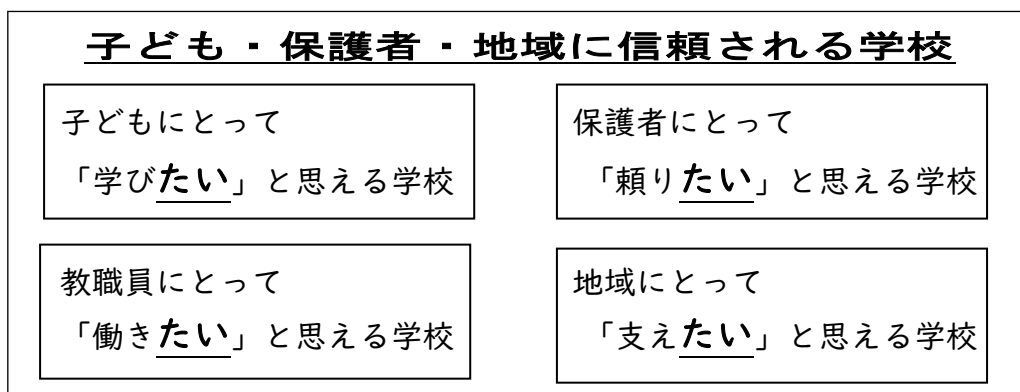 子ども・保護者・地域に信頼される学校
子どもにとって
「学びたい」と思える学校
保護者にとって
「頼りたい」と思える学校
教職員にとって
「働きたい」と思える学校
地域にとって
「支えたい」と思える学校